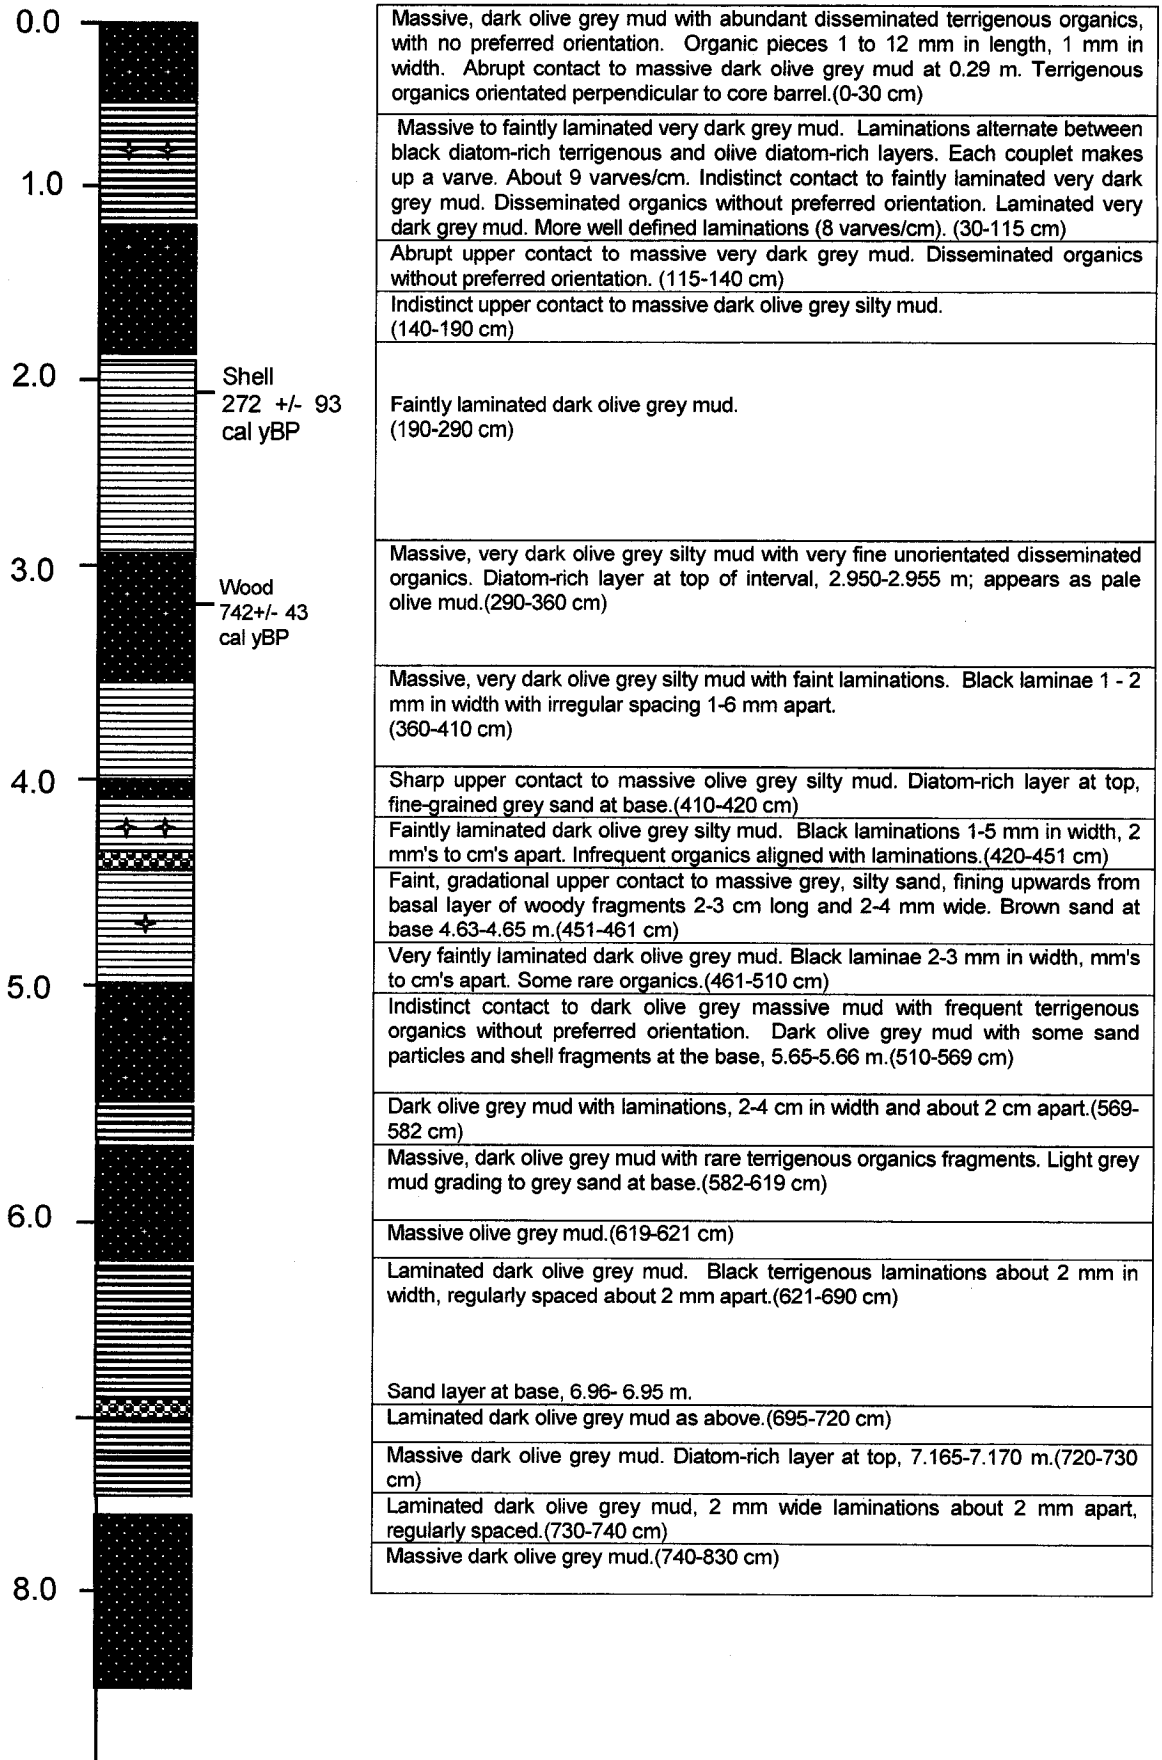 0.0
1.0
2.0
3.0
4.0
5.0
6.0
8.0
Shell
272 +/- 93
cal yBP
Wood
742+/- 43
cal yBP
Massive, dark olive grey mud with abundant disseminated terrigenous organics,
with no preferred orientation. Organic pieces 1 to 12 mm in length, 1 mm in
width. Abrupt contact to massive dark olive grey mud at 0.29 m. Terrigenous
organics orientated perpendicular to core barrel.(0-30 cm)
Massive to faintly laminated very dark grey mud. Laminations alternate between
black diatom-rich terrigenous and olive diatom-rich layers. Each couplet makes
up a varve. About 9 varves/cm. Indistinct contact to faintly laminated very dark
grey mud. Disseminated organics without preferred orientation. Laminated very
dark grey mud. More well defined laminations (8 varves/cm). (30-115 cm)
Abrupt upper contact to massive very dark grey mud. Disseminated organics
without preferred orientation. (115-140 cm)
Indistinct upper contact to massive dark olive grey silty mud.
(140-190 cm)
Faintly laminated dark olive grey mud.
(190-290 cm)
Massive, very dark olive grey silty mud with very fine unorientated disseminated
organics. Diatom-rich layer at top of interval, 2.950-2.955 m; appears as pale
olive mud.(290-360 cm)
Massive, very dark olive grey silty mud with faint laminations. Black laminae 1 - 2
mm in width with irregular spacing 1-6 mm apart.
(360-410 cm)
Sharp upper contact to massive olive grey silty mud. Diatom-rich layer at top,
fine-grained grey sand at base.(410-420 cm)
Faintly laminated dark olive grey silty mud. Black laminations 1-5 mm in width, 2
mm's to cm's apart. Infrequent organics aligned with laminations.(420-451 cm)
Faint, gradational upper contact to massive grey, silty sand, fining upwards from
basal layer of woody fragments 2-3 cm long and 2-4 mm wide. Brown sand at
base 4.63-4.65 m.(451-461 cm)
Very faintly laminated dark olive grey mud. Black laminae 2-3 mm in width, mm's
to cm's apart. Some rare organics.(461-510 cm)
Indistinct contact to dark olive grey massive mud with frequent terrigenous
organics without preferred orientation. Dark olive grey mud with some sand
particles and shell fragments at the base, 5.65-5.66 m.(510-569 cm)
Dark olive grey mud with laminations, 2-4 cm in width and about 2 cm apart.(569-
582 cm)
Massive, dark olive grey mud with rare terrigenous organics fragments. Light grey
mud grading to grey sand at base.(582-619 cm)
Massive olive grey mud.(619-621 cm)
Laminated dark olive grey mud. Black terrigenous laminations about 2 mm in
width, regularly spaced about 2 mm apart.(621-690 cm)
Sand layer at base, 6.96- 6.95 m.
Laminated dark olive grey mud as above.(695-720 cm)
Massive dark olive grey mud. Diatom-rich layer at top, 7.165-7.170 m.(720-730
cm)
Laminated dark olive grey mud, 2 mm wide laminations about 2 mm apart,
regularly spaced.(730-740 cm)
Massive dark olive grey mud.(740-830 cm)